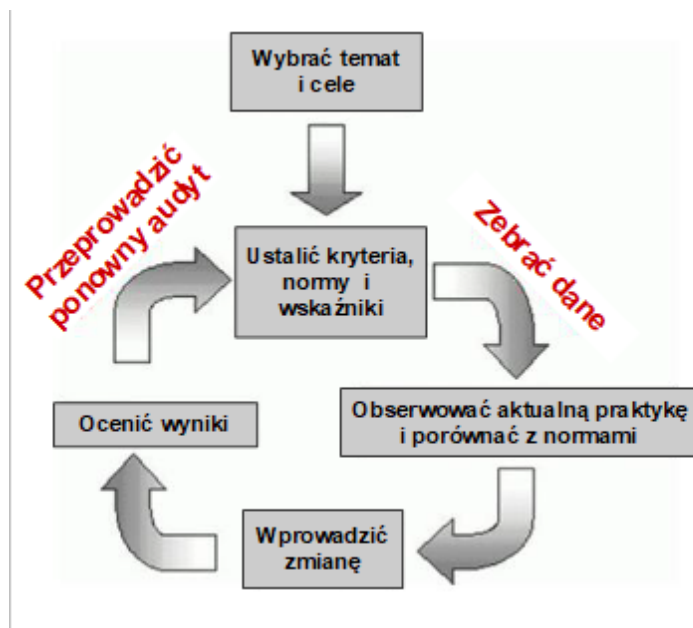 Wybrać temat
i cele
Przeprowadzić
ponowny audyt
Zebrać dane
Ustalić kryteria,
normy i
wskaźniki
Ocenić wyniki
Obserwować aktualną praktykę
i porównać z normami
Wprowadzić
zmianę